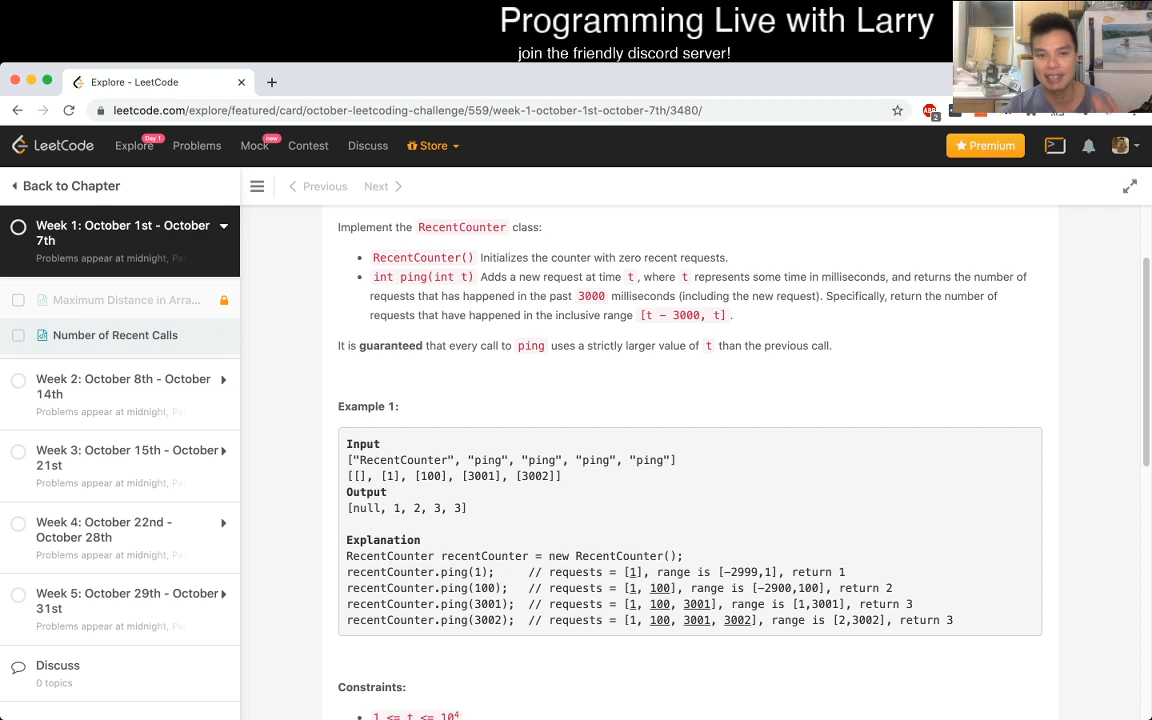 Programming Live with Larry
join the friendly discord server!
Explore - LeetCode
leetcode.com/explore/featured/card/october-leetcoding-challenge/559/week-1-october-1st-october-7th/3480/
ABP
2
LeetCode
Explore
Day 1
Problems
Mock
new
Contest
Discuss
Store
Premium
Back to Chapter
Previous
Next
Week 1: October 1st - October
7th
Problems appear at midnight,
Maximum Distance in Arra...
Number of Recent Calls
Week 2: October 8th - October
14th
Problems appear at midnight,
Week 3: October 15th - October
21st
Problems appear at midnight,
Week 4: October 22nd -
October 28th
Problems appear at midnight,
Week 5: October 29th - October
31st
Problems appear at midnight,
Discuss
0 topics
Implement the RecentCounter class:
RecentCounter() Initializes the counter with zero recent requests.
int ping(int t) Adds a new request at time t, where t represents some time in milliseconds, and returns the number of
requests that has happened in the past 3000 milliseconds (including the new request). Specifically, return the number of
requests that have happened in the inclusive range [t - 3000, t].
It is guaranteed that every call to ping uses a strictly larger value of t than the previous call.
Example 1:
Input
["RecentCounter", "ping", "ping", "ping", "ping"]
[[], [1], [100], [3001], [3002]]
Output
[null, 1, 2, 3, 3]
Explanation
RecentCounter recentCounter = new RecentCounter();
recentCounter.ping(1);     // requests = [1], range is [-2999,1], return 1
recentCounter.ping(100);   // requests = [1, 100], range is [-2900,100], return 2
recentCounter.ping(3001);  // requests = [1, 100, 3001], range is [1,3001], return 3
recentCounter.ping(3002);  // requests = [1, 100, 3001, 3002], range is [2,3002], return 3
Constraints:
1 <= t <= 10⁴